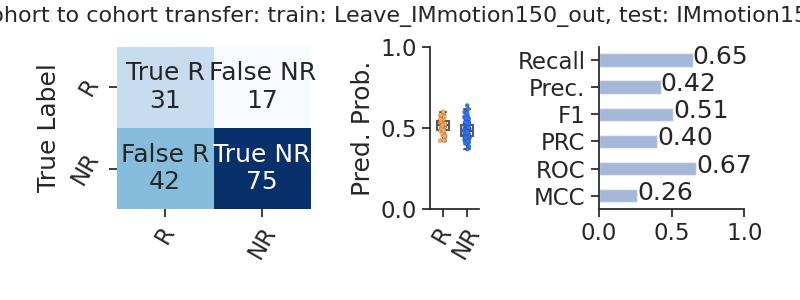 hort to cohort transfer: train: Leave_IMmotion150_out, test: IMmotion15
True Label
R
NR
True R
31
False NR
17
False R
42
True NR
75
R
NR
Pred. Prob.
1.0
0.5
0.0
R
NR
Recall
0.65
Prec.
0.42
F1
0.51
PRC
0.40
ROC
0.67
MCC
0.26
0.0
0.5
1.0